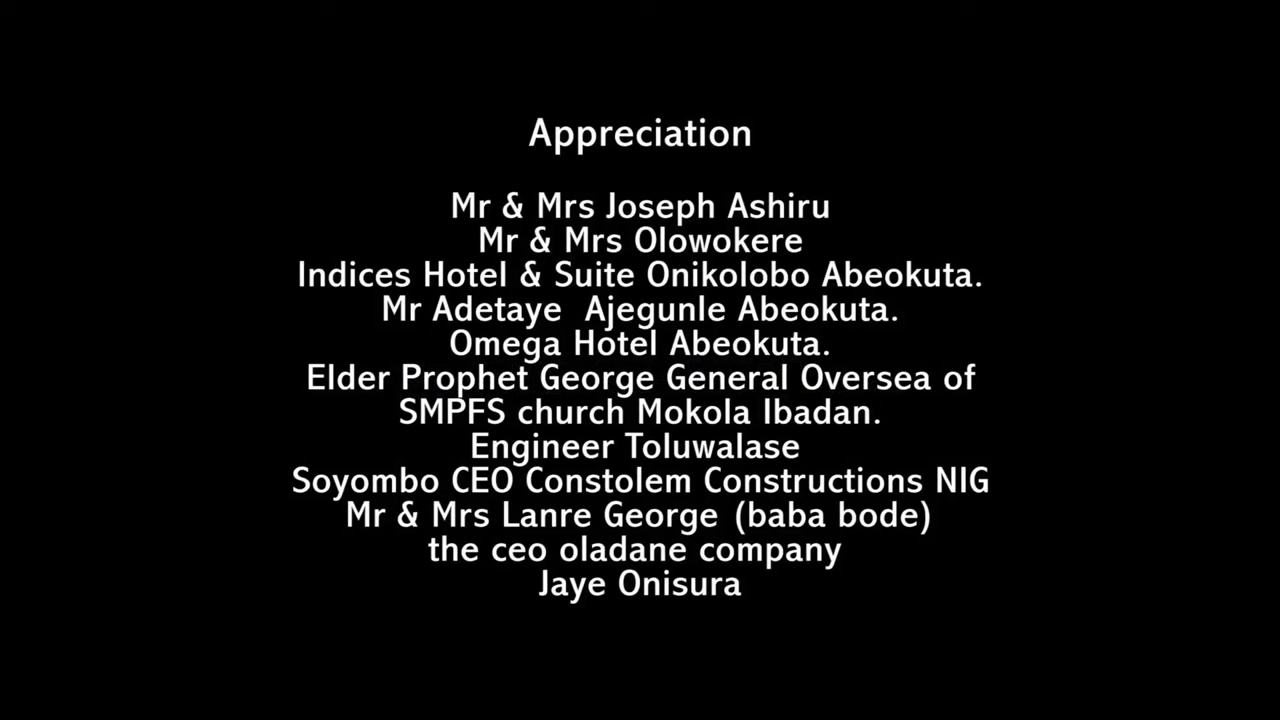 Appreciation
Mr & Mrs Joseph Ashiru
Mr & Mrs Olowokere
Indices Hotel & Suite Onikolobo Abeokuta.
Mr Adetaye  Ajegunle Abeokuta.
Omega Hotel Abeokuta.
Elder Prophet George General Oversea of
SMPFS church Mokola Ibadan.
Engineer Toluwalase
Soyombo CEO Constolem Constructions NIG
Mr & Mrs Lanre George (baba bode)
the ceo oladane company
Jaye Onisura